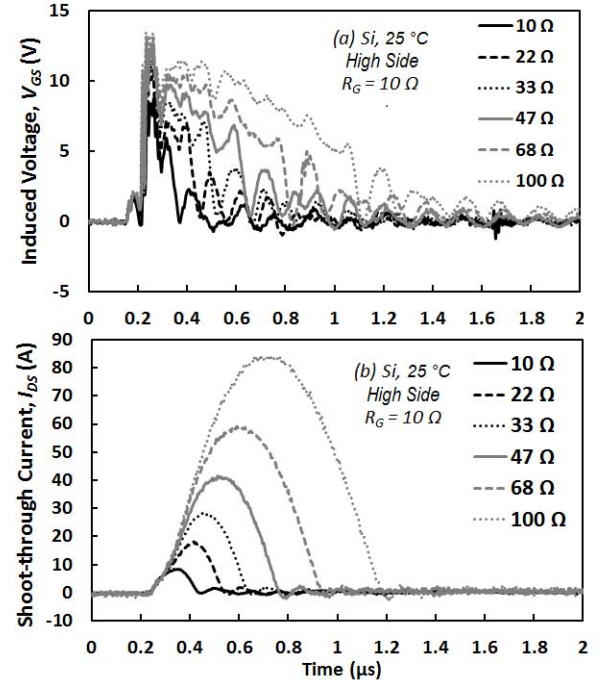 Induced Voltage, V_GS (V)
15
10
5
0
-5
(a) Si, 25 °C
High Side
R_G = 10 Ω
10 Ω
22 Ω
33 Ω
47 Ω
68 Ω
100 Ω
0 0.2 0.4 0.6 0.8 1 1.2 1.4 1.6 1.8 2
Shoot-through Current, I_DS (A)
90
80
70
60
50
40
30
20
10
0
-10
(b) Si, 25 °C
High Side
R_G = 10 Ω
10 Ω
22 Ω
33 Ω
47 Ω
68 Ω
100 Ω
0 0.2 0.4 0.6 0.8 1 1.2 1.4 1.6 1.8 2
Time (µs)